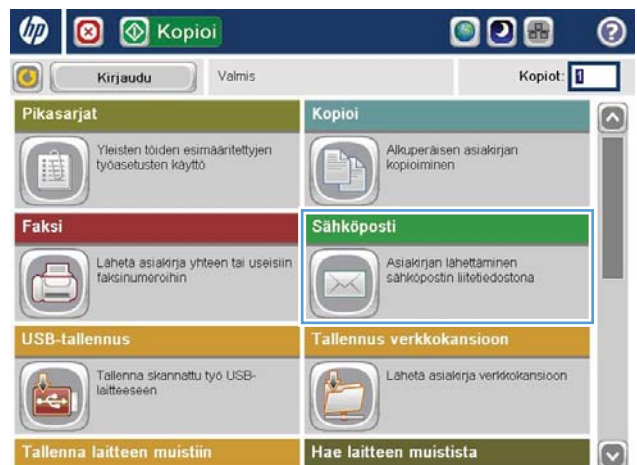 hp Kopioi
Kirjaudu Valmis Kopiot: 1
Pikasarjat
Yleisten töiden esimääritettyjen
työasetusten käyttö
Kopioi
Alkuperäisen asiakirjan
kopioiminen
Faksi
Lähetä asiakirja yhteen tai useisiin
faksinumeroihin
Sähköposti
Asiakirjan lähettäminen
sähköpostin liitetiedostona
USB-tallennus
Tallenna skannattu työ USB-
laitteeseen
Tallennus verkkokansioon
Lähetä asiakirja verkkokansioon
Tallenna laitteen muistiin
Hae laitteen muistista